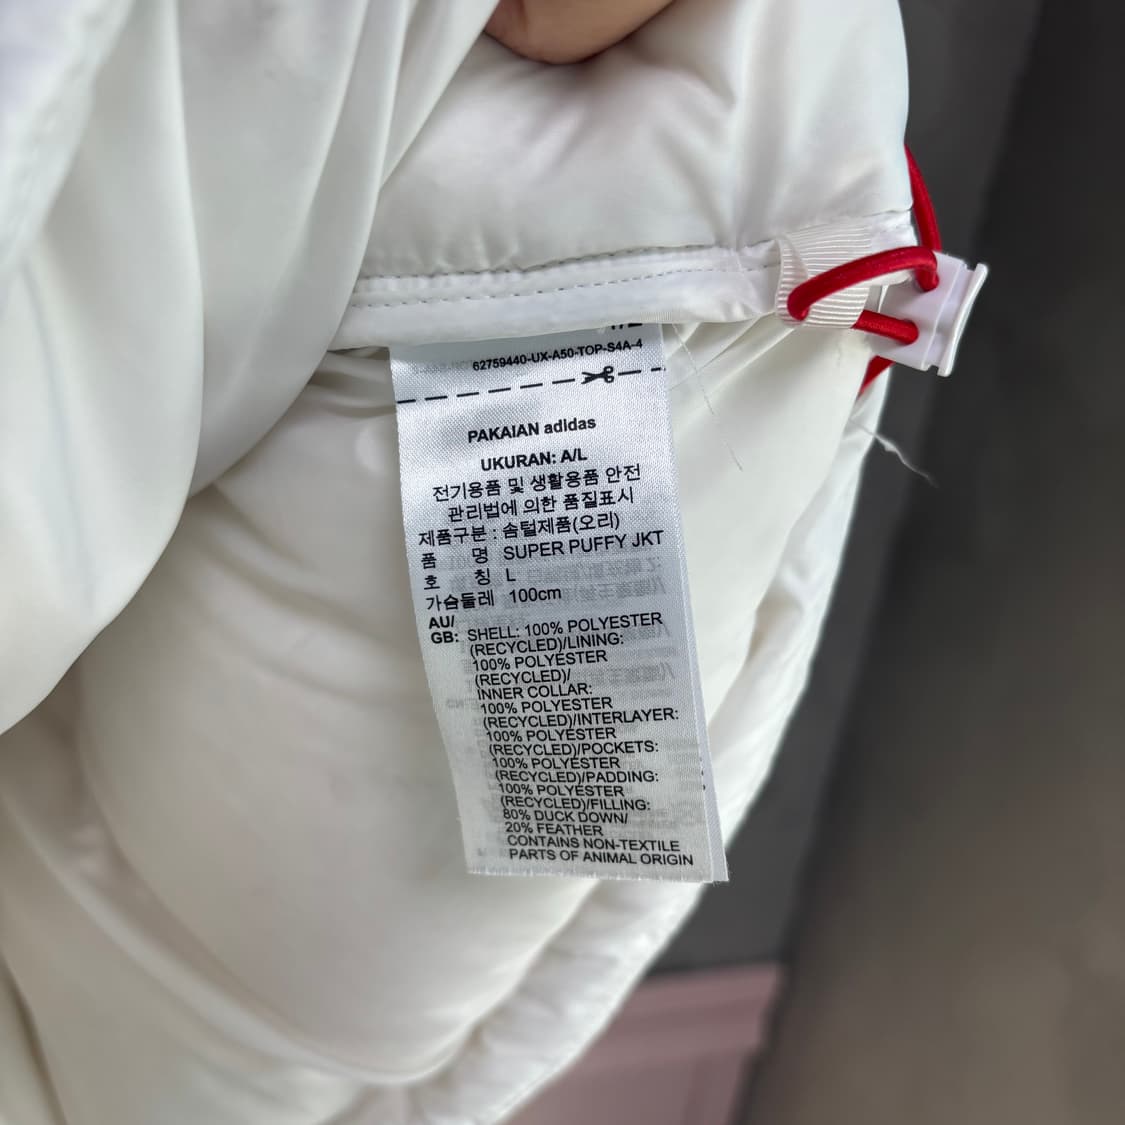 62759440-UX-A50-TOP-S4A-4
PAKAIAN adidas
UKURAN: A/L
전기용품 및 생활용품 안전
관리법에 의한 품질표시
제품구분 : 솜털제품(오리)
품 명 SUPER PUFFY JKT
호 칭 L
가슴둘레 100cm
AU/
GB: SHELL: 100% POLYESTER
(RECYCLED)/LINING:
100% POLYESTER
(RECYCLED)/
INNER COLLAR:
100% POLYESTER
(RECYCLED)/INTERLAYER:
100% POLYESTER
(RECYCLED)/POCKETS:
100% POLYESTER
(RECYCLED)/PADDING:
100% POLYESTER
(RECYCLED)/FILLING:
80% DUCK DOWN/
20% FEATHER
CONTAINS NON-TEXTILE
PARTS OF ANIMAL ORIGIN